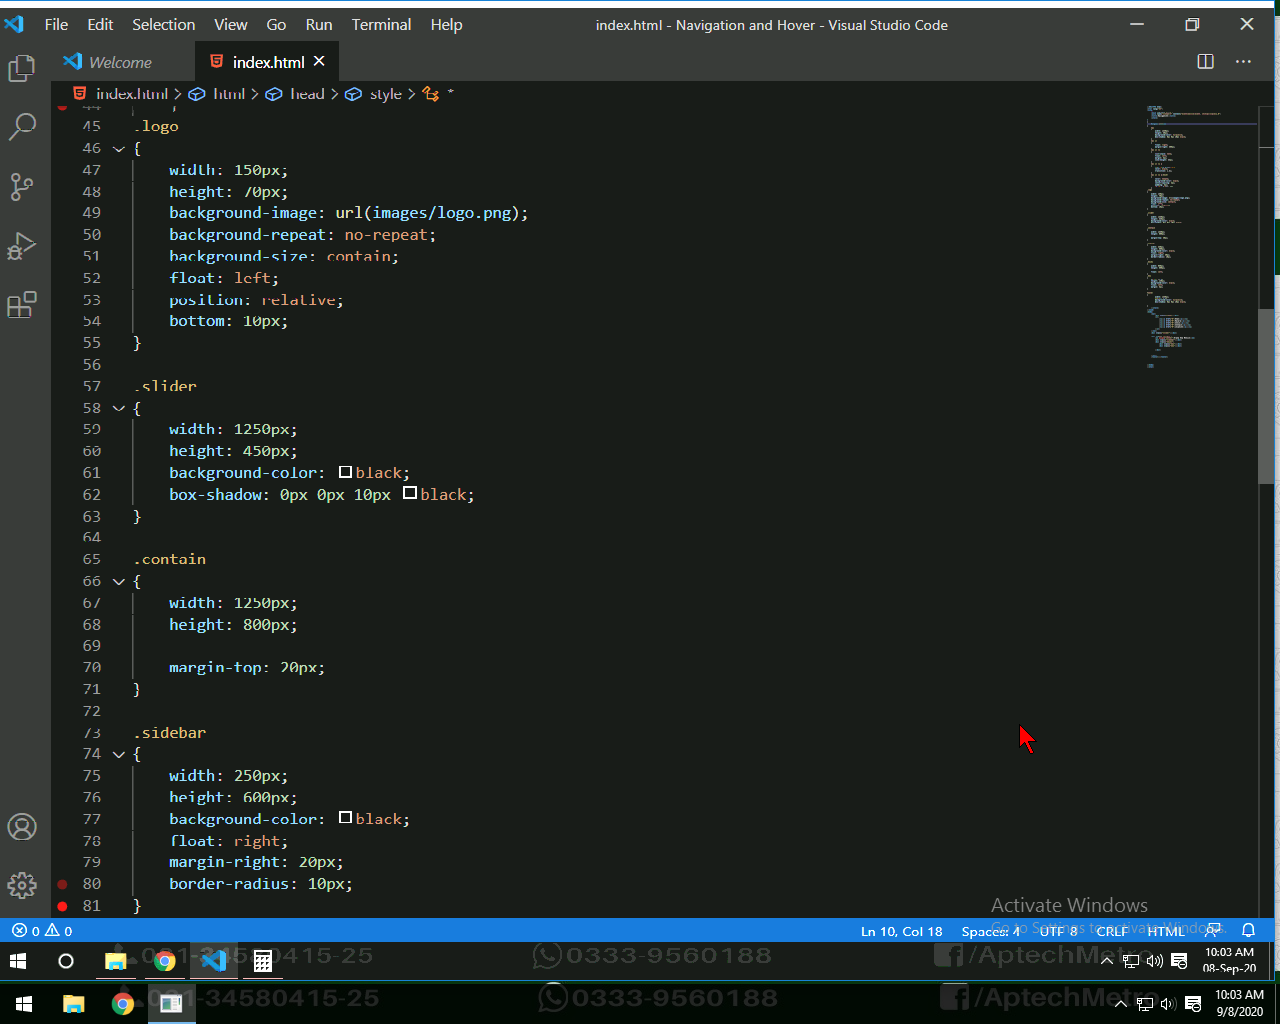 File Edit Selection View Go Run Terminal Help
index.html - Navigation and Hover - Visual Studio Code
Welcome index.html
index.html > html > head > style > *
44
45 .logo
46 {
47 width: 150px;
48 height: 70px;
49 background-image: url(images/logo.png);
50 background-repeat: no-repeat;
51 background-size: contain;
52 float: left;
53 position: relative;
54 bottom: 10px;
55 }
56
57 .slider
58 {
59 width: 1250px;
60 height: 450px;
61 background-color: black;
62 box-shadow: 0px 0px 10px black;
63 }
64
65 .contain
66 {
67 width: 1250px;
68 height: 800px;
69
70 margin-top: 20px;
71 }
72
73 .sidebar
74 {
75 width: 250px;
76 height: 600px;
77 background-color: black;
78 float: right;
79 margin-right: 20px;
80 border-radius: 10px;
81 }
Activate Windows
Go to Settings to activate Windows.
0 0 Ln 10, Col 18 Spaces: 4 UTF-8 CRLF HTML
021-34580415-25 0333-9560188 /AptechMetro
10:03 AM
08-Sep-20
021-34580415-25 0333-9560188 /AptechMetro
10:03 AM
9/8/2020